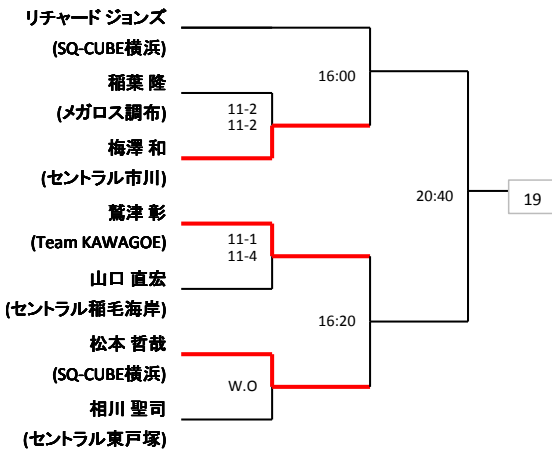 リチャード ジョンズ
(SQ-CUBE横浜)
稲葉 隆
(メガロス調布)
梅澤 和
(セントラル市川)
鷲津 彰
(Team KAWAGOE)
山口 直宏
(セントラル稲毛海岸)
松本 哲哉
(SQ-CUBE横浜)
相川 聖司
(セントラル東戸塚)
11-2
11-2
11-1
11-4
W.O
16:00
16:20
20:40
19